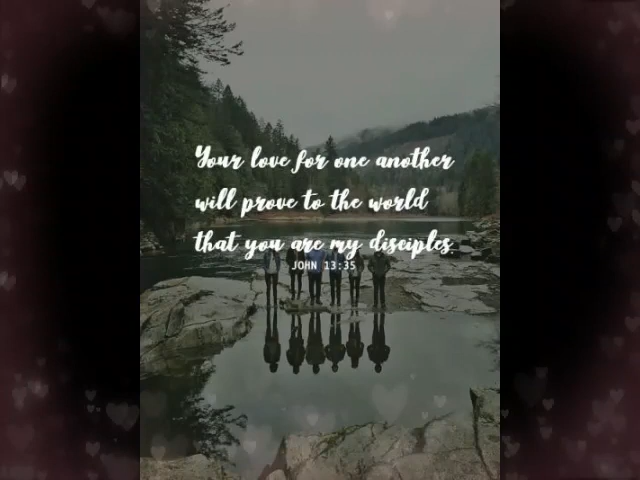 Your love for one another
will prove to the world
that you are my disciples.
JOHN 13:35